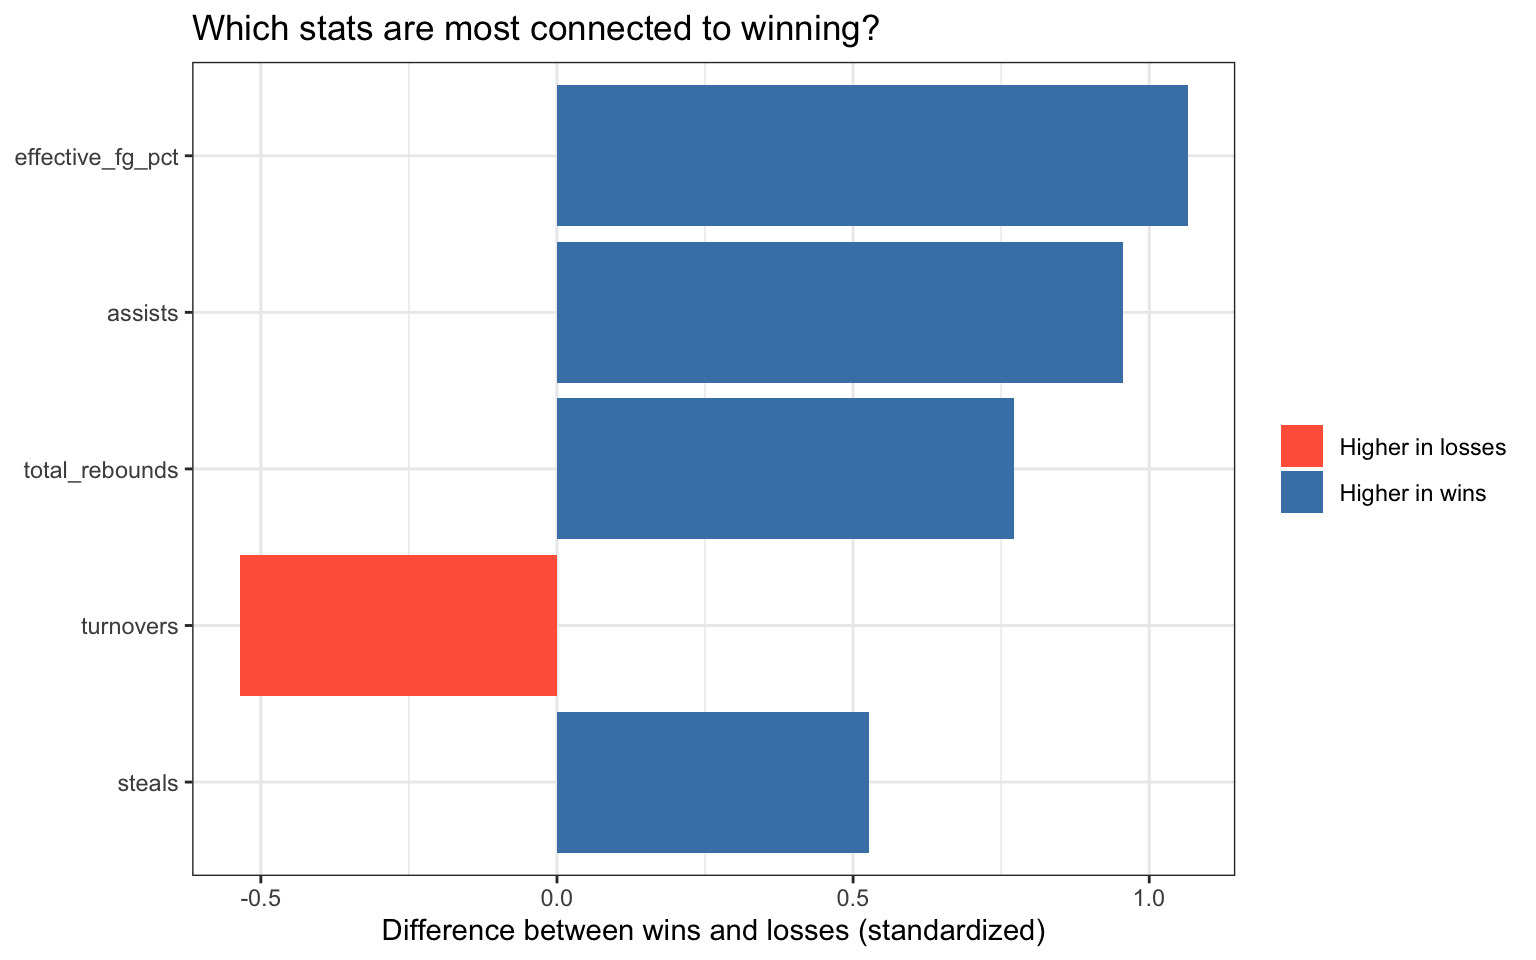 Which stats are most connected to winning?
effective_fg_pct
assists
total_rebounds
turnovers
steals
-0.5 0.0 0.5 1.0
Difference between wins and losses (standardized)
Higher in losses
Higher in wins